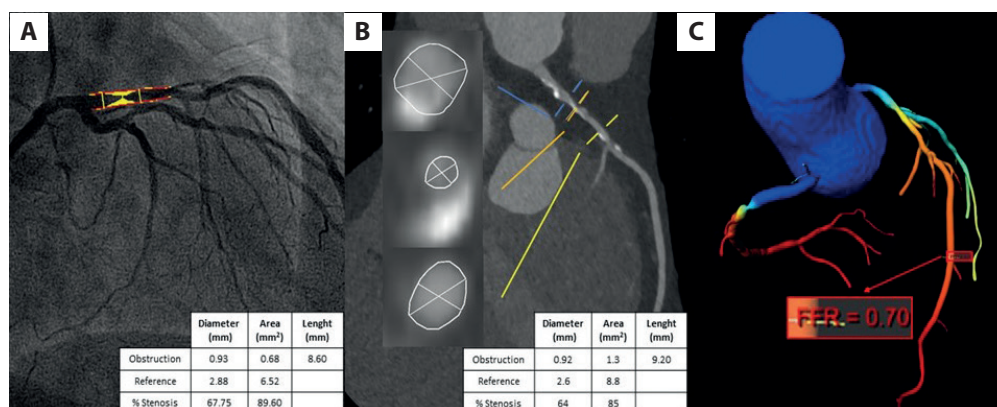 A
B
C
Diameter (mm) Area (mm²) Lenght (mm)
Obstruction 0.93 0.68 8.60
Reference 2.88 6.52
% Stenosis 67.75 89.60
Diameter (mm) Area (mm²) Lenght (mm)
Obstruction 0.92 1.3 9.20
Reference 2.6 8.8
% Stenosis 64 85
FFR = 0.70